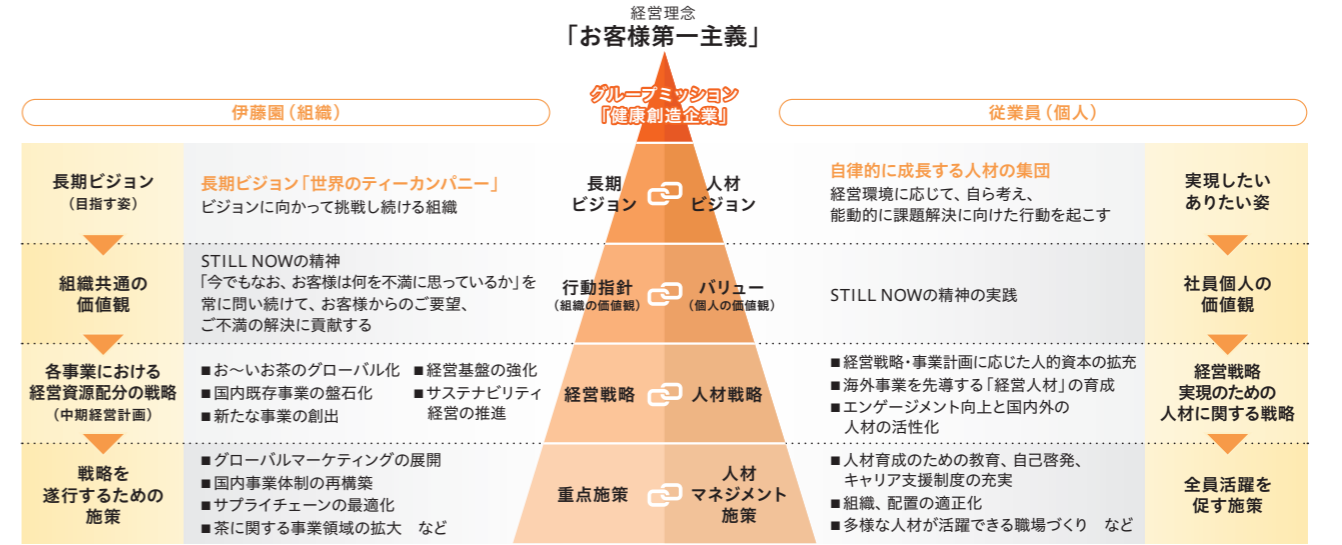 経営理念
「お客様第一主義」
グループミッション
「健康創造企業」
伊藤園（組織）
従業員（個人）
長期ビジョン
（目指す姿）
長期ビジョン「世界のティーカンパニー」
ビジョンに向かって挑戦し続ける組織
長期
ビジョン
人材
ビジョン
自律的に成長する人材の集団
経営環境に応じて、自ら考え、
能動的に課題解決に向けた行動を起こす
実現したい
ありたい姿
組織共通の
価値観
STILL NOWの精神
「今でもなお、お客様は何を不満に思っているか」を
常に問い続けて、お客様からのご要望、
ご不満の解決に貢献する
行動指針
（組織の価値観）
バリュー
（個人の価値観）
STILL NOWの精神の実践
社員個人の
価値観
各事業における
経営資源配分の戦略
（中期経営計画）
■お～いお茶のグローバル化
■国内既存事業の盤石化
■新たな事業の創出
■経営基盤の強化
■サステナビリティ
経営の推進
経営戦略
人材戦略
■経営戦略・事業計画に応じた人的資本の拡充
■海外事業を先導する「経営人材」の育成
■エンゲージメント向上と国内外の
人材の活性化
経営戦略
実現のための
人材に関する戦略
戦略を
遂行するための
施策
■グローバルマーケティングの展開
■国内事業体制の再構築
■サプライチェーンの最適化
■茶に関する事業領域の拡大　など
重点施策
人材
マネジメント
施策
■人材育成のための教育、自己啓発、
キャリア支援制度の充実
■組織、配置の適正化
■多様な人材が活躍できる職場づくり　など
全員活躍を
促す施策